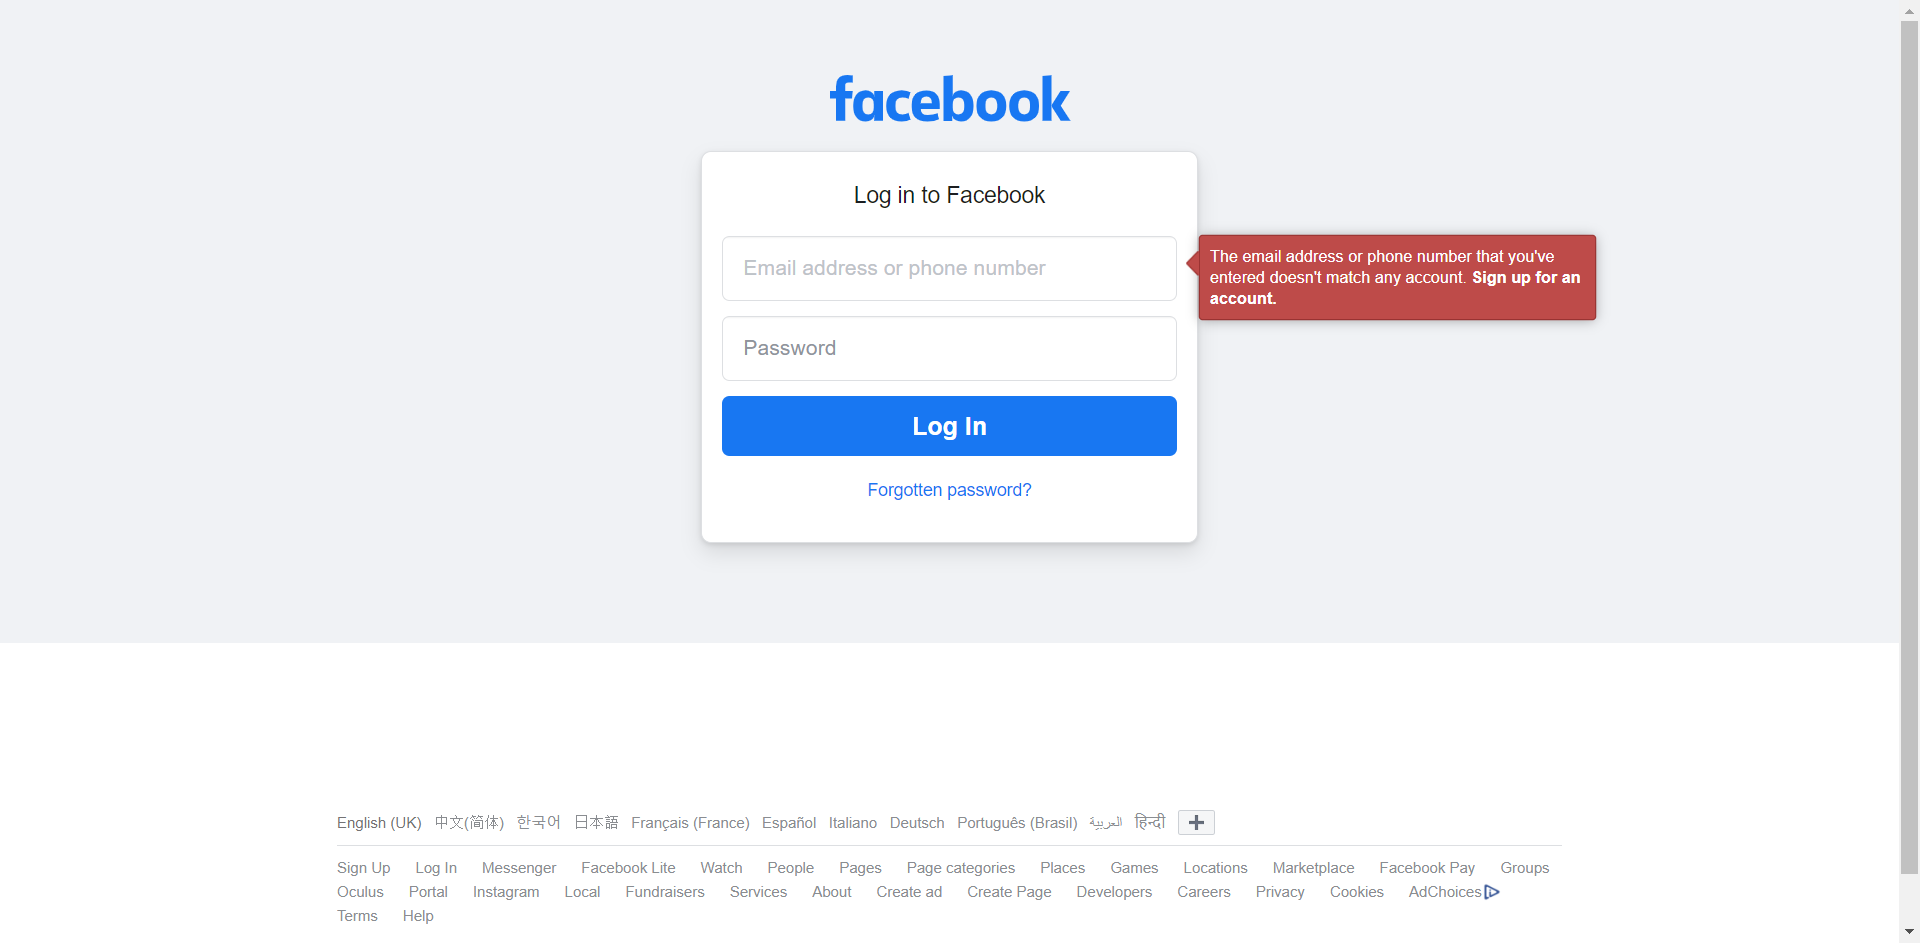 facebook
Log in to Facebook
Email address or phone number
The email address or phone number that you've
entered doesn't match any account. Sign up for an
account.
Password
Log In
Forgotten password?
English (UK) 中文(简体) 한국어 日本語 Français (France) Español Italiano Deutsch Português (Brasil) العربية हिन्दी
Sign Up Log In Messenger Facebook Lite Watch People Pages Page categories Places Games Locations Marketplace Facebook Pay Groups
Oculus Portal Instagram Local Fundraisers Services About Create ad Create Page Developers Careers Privacy Cookies AdChoices
Terms Help